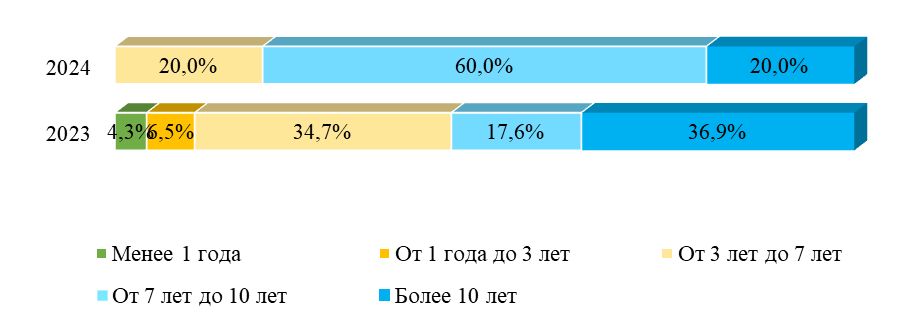 2024 20,0% 60,0% 20,0%
2023 4,3% 6,5% 34,7% 17,6% 36,9%
Менее 1 года От 1 года до 3 лет От 3 лет до 7 лет
От 7 лет до 10 лет Более 10 лет